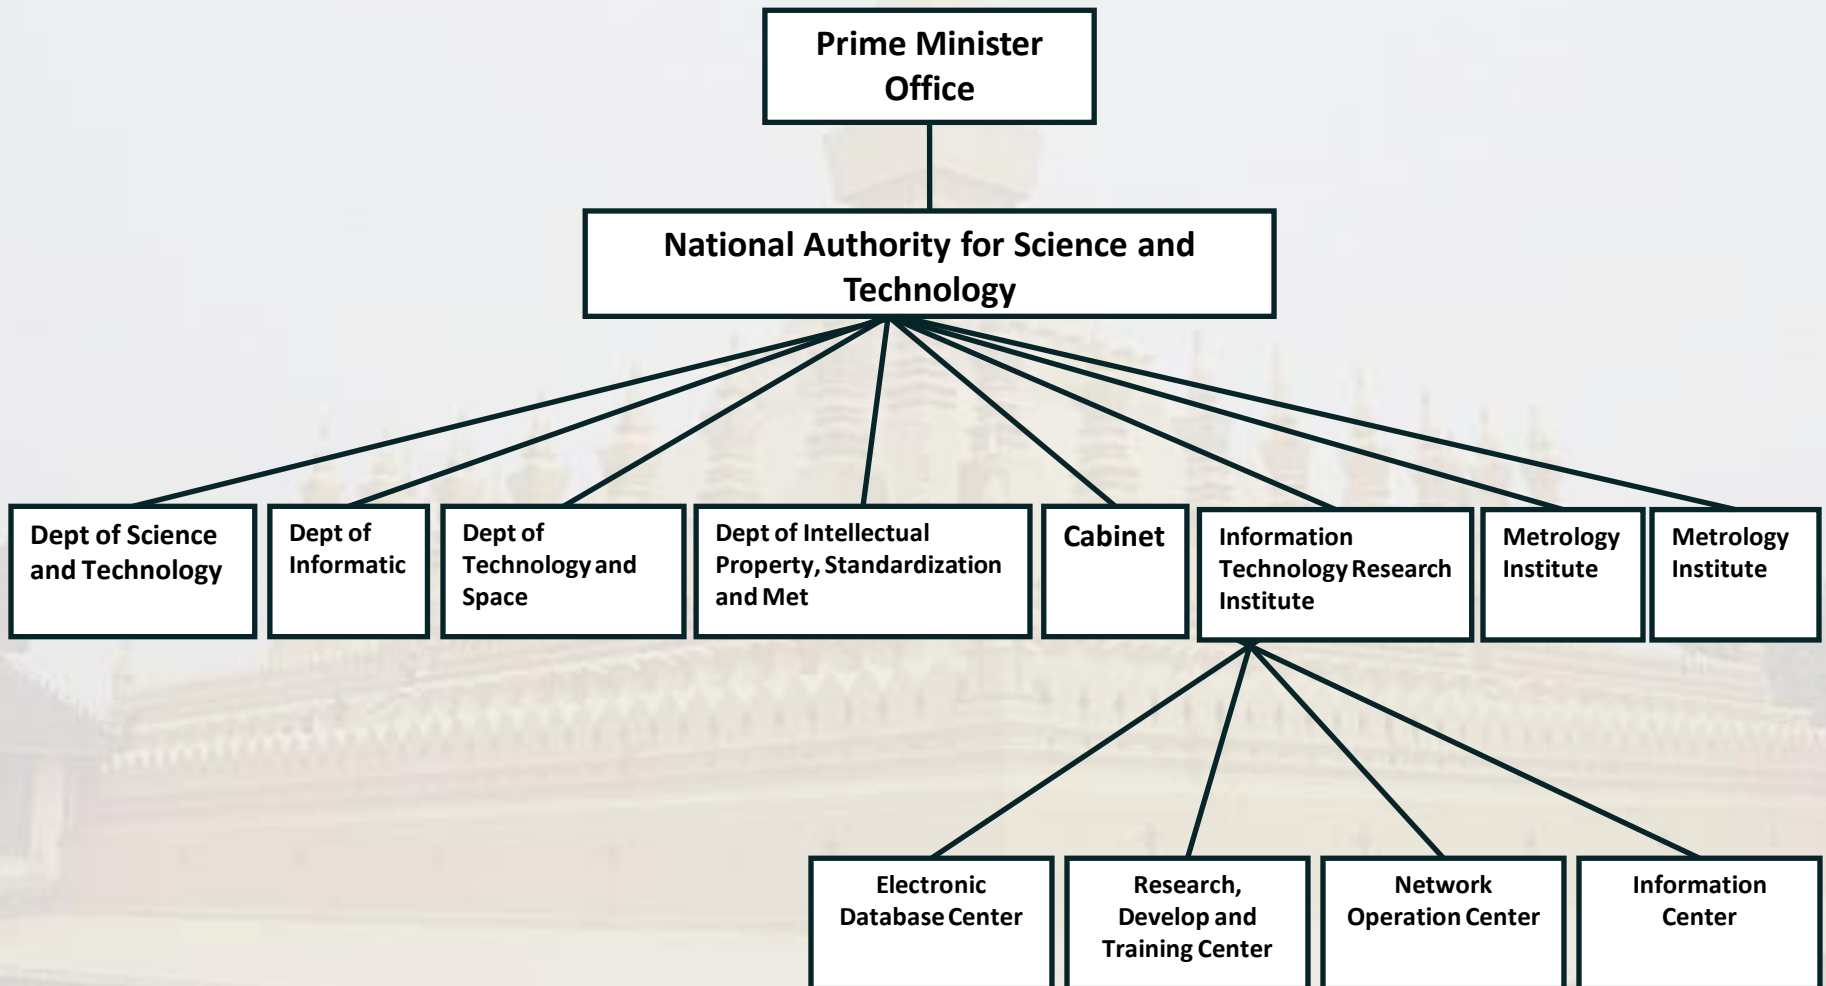 Prime Minister
Office
National Authority for Science and
Technology
Dept of Science
and Technology
Dept of
Informatic
Dept of
Technology and
Space
Dept of Intellectual
Property, Standardization
and Met
Cabinet
Information
Technology Research
Institute
Metrology
Institute
Metrology
Institute
Electronic
Database Center
Research,
Develop and
Training Center
Network
Operation Center
Information
Center